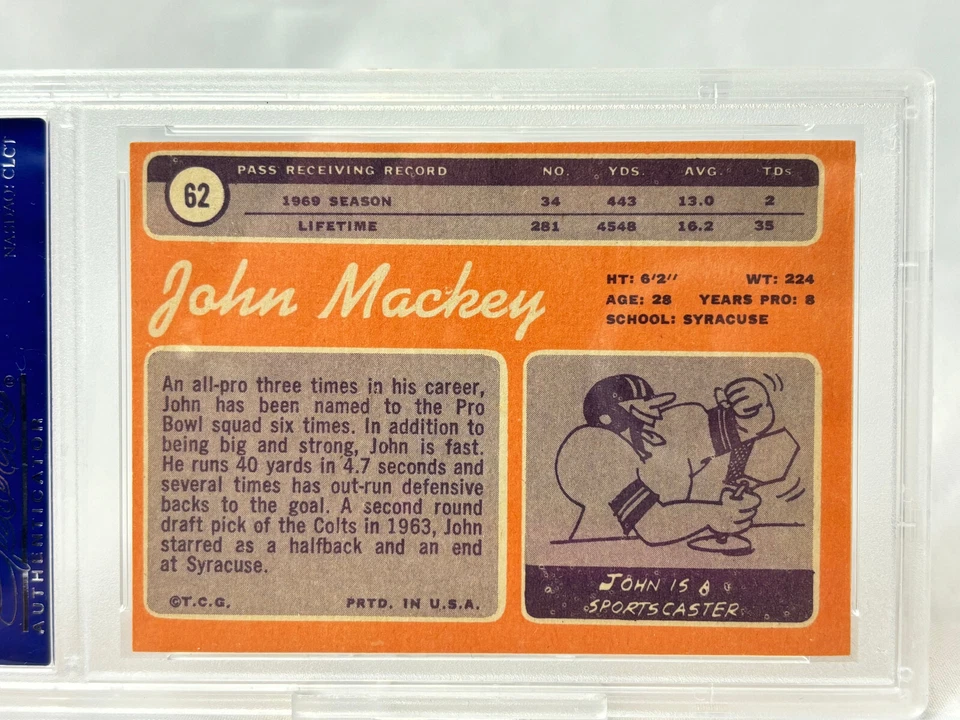 NASDAQ: CLCT
AUTHENTICATOR
62
PASS RECEIVING RECORD NO. YDS. AVG. TDs
1969 SEASON 34 443 13.0 2
LIFETIME 281 4548 16.2 35
John Mackey
HT: 6'2" WT: 224
AGE: 28 YEARS PRO: 8
SCHOOL: SYRACUSE
An all-pro three times in his career,
John has been named to the Pro
Bowl squad six times. In addition to
being big and strong, John is fast.
He runs 40 yards in 4.7 seconds and
several times has out-run defensive
backs to the goal. A second round
draft pick of the Colts in 1963, John
starred as a halfback and an end
at Syracuse.
©T.C.G. PRTD. IN U.S.A.
JOHN IS A
SPORTSCASTER.